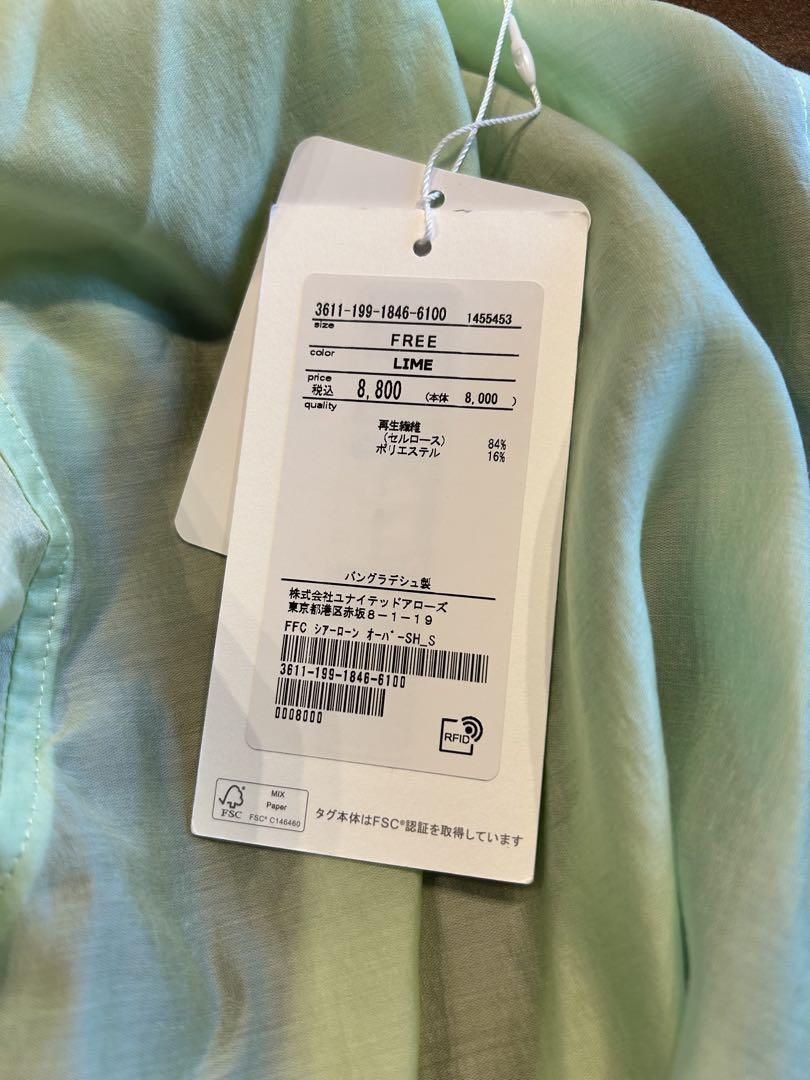 3611-199-1846-6100 1455453
size
FREE
color
LIME
price
税込 8,800 (本体 8,000 )
quality
再生繊維
(セルロース) 84%
ポリエステル 16%
バングラデシュ製
株式会社ユナイテッドアローズ
東京都港区赤坂8-1-19
FFC シアーローン オーバーSH_S
3611-199-1846-6100
0008000
RFID
FSC
MIX
Paper
FSC® C146460
タグ本体はFSC®認証を取得しています